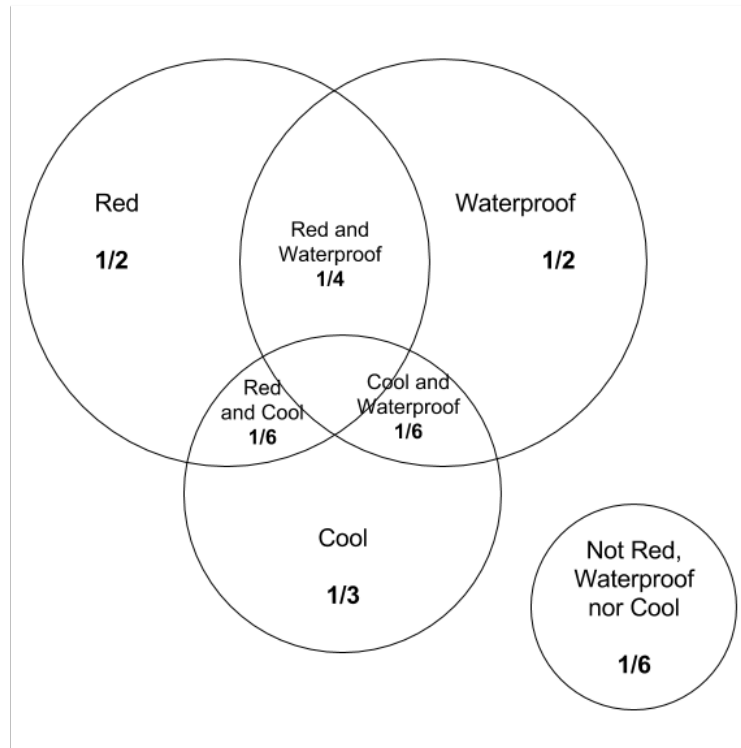 Red
1/2
Red and
Waterproof
1/4
Waterproof
1/2
Red
and Cool
1/6
Cool and
Waterproof
1/6
Cool
1/3
Not Red,
Waterproof
nor Cool
1/6